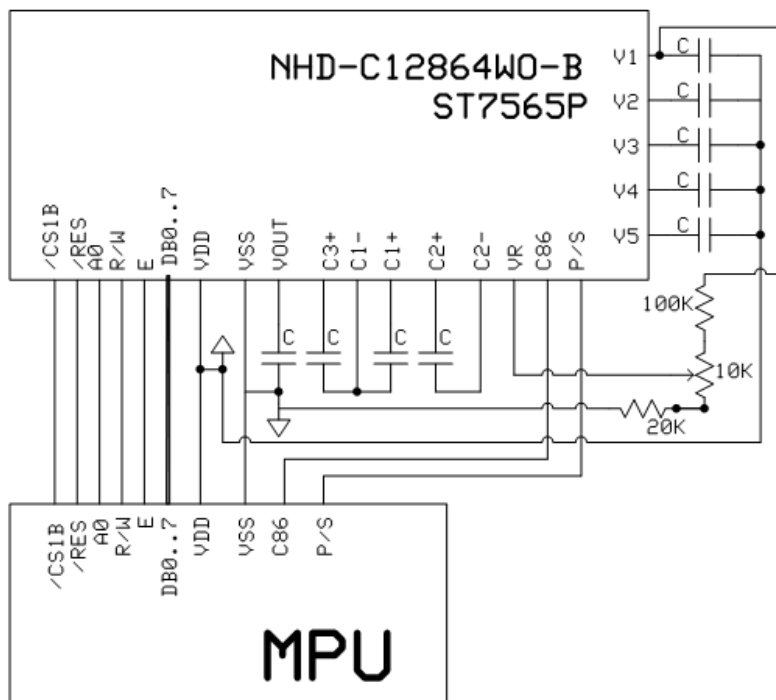 NHD-C12864WO-B
ST7565P
C
V1
C
V2
C
V3
C
V4
C
V5
/CS1B
/RES
A0
R/W
E
DB0..7
VDD
VSS
VOUT
C3+
C1-
C1+
C2+
C2-
VR
C86
P/S
100K
C
C
C
C
10K
20K
/CS1B
/RES
A0
R/W
E
DB0..7
VDD
VSS
C86
P/S
MPU